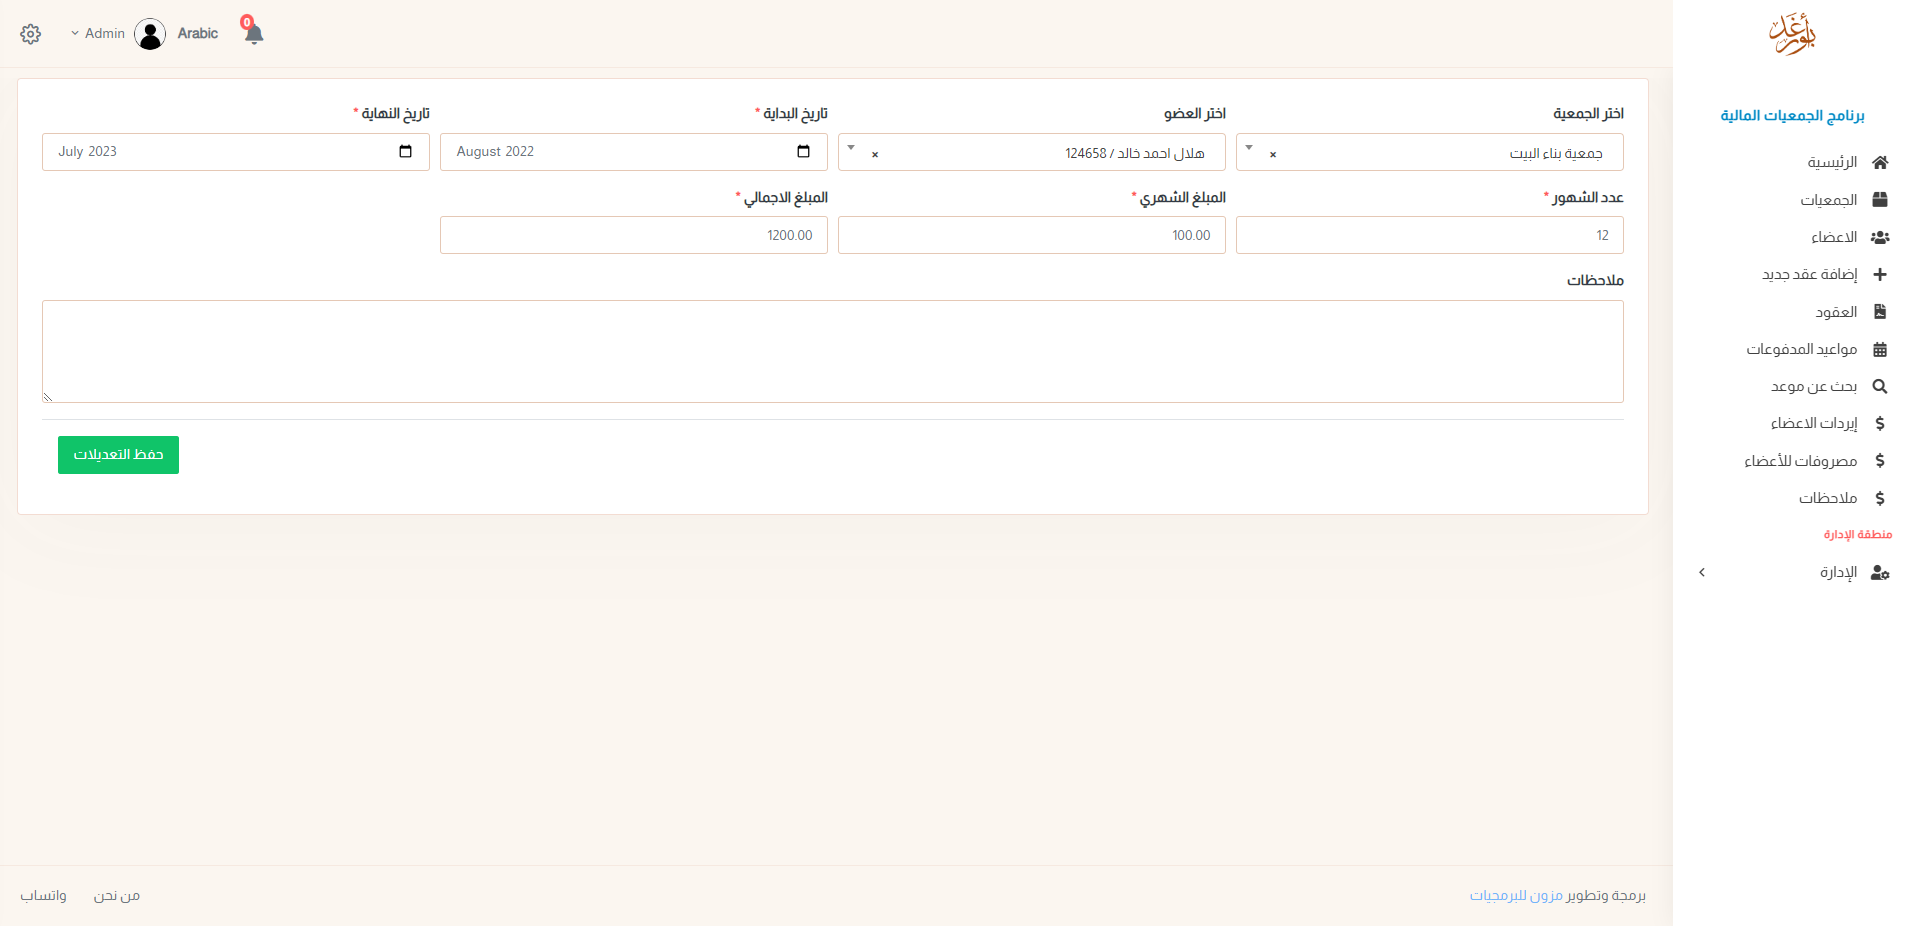 0
Arabic
Admin
برنامج الجمعيات المالية
الرئيسية
الجمعيات
الاعضاء
إضافة عقد جديد
العقود
مواعيد المدفوعات
بحث عن موعد
إيردات الاعضاء
مصروفات للأعضاء
ملاحظات
منطقة الإدارة
الإدارة
اختر الجمعية
جمعية بناء البيت
×
اختر العضو
هلال احمد خالد / 124658
×
تاريخ البداية *
August 2022
تاريخ النهاية *
July 2023
عدد الشهور *
12
المبلغ الشهري *
100.00
المبلغ الاجمالي *
1200.00
ملاحظات
حفظ التعديلات
برمجة وتطوير مزون للبرمجيات
من نحن
واتساب